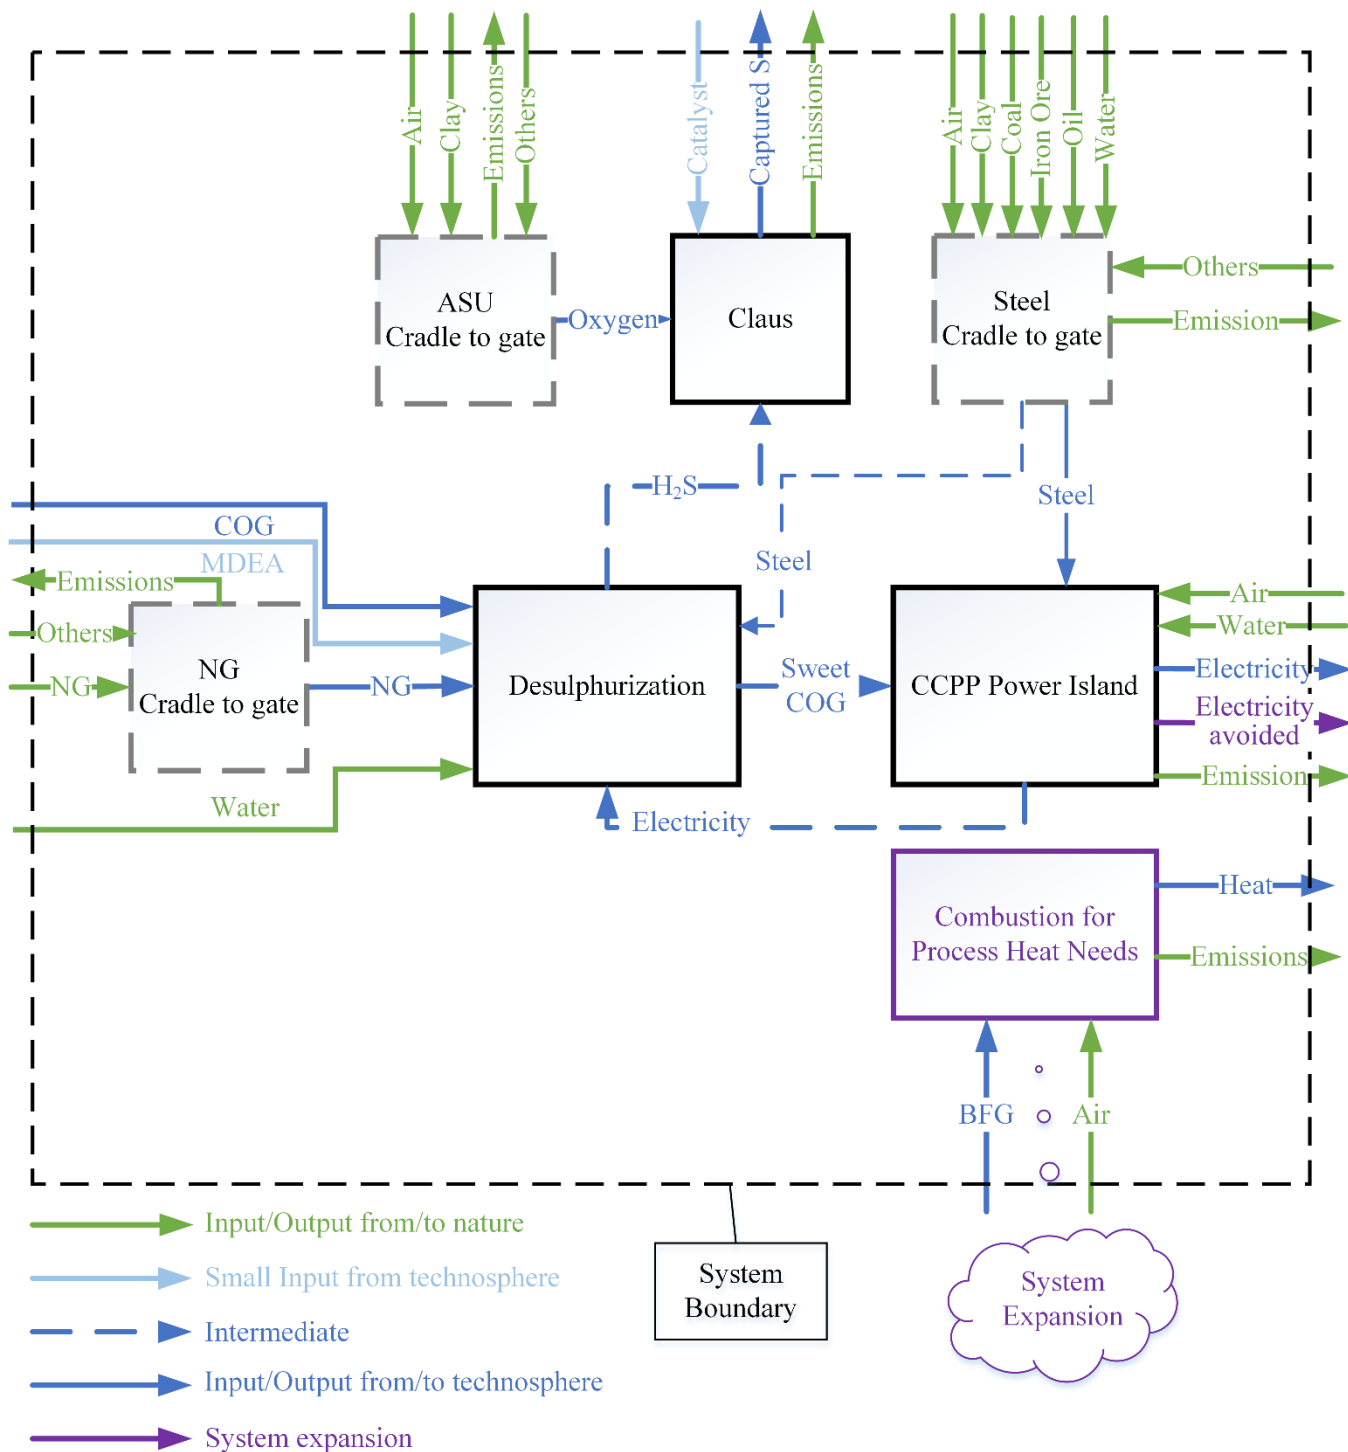 Air
Clay
Emissions
Others
Catalyst
Captured S
Emissions
Air
Clay
Coal
Iron Ore
Oil
Water
ASU
Cradle to gate
Oxygen
Claus
Steel
Cradle to gate
Others
Emission
H₂S
Steel
Steel
COG
MDEA
Emissions
Others
NG
NG
Cradle to gate
NG
Water
Desulphurization
Sweet
COG
CCPP Power Island
Air
Water
Electricity
Electricity
avoided
Emission
Electricity
Combustion for
Process Heat Needs
Heat
Emissions
BFG
Air
System
Boundary
System
Expansion
Input/Output from/to nature
Small Input from technosphere
Intermediate
Input/Output from/to technosphere
System expansion